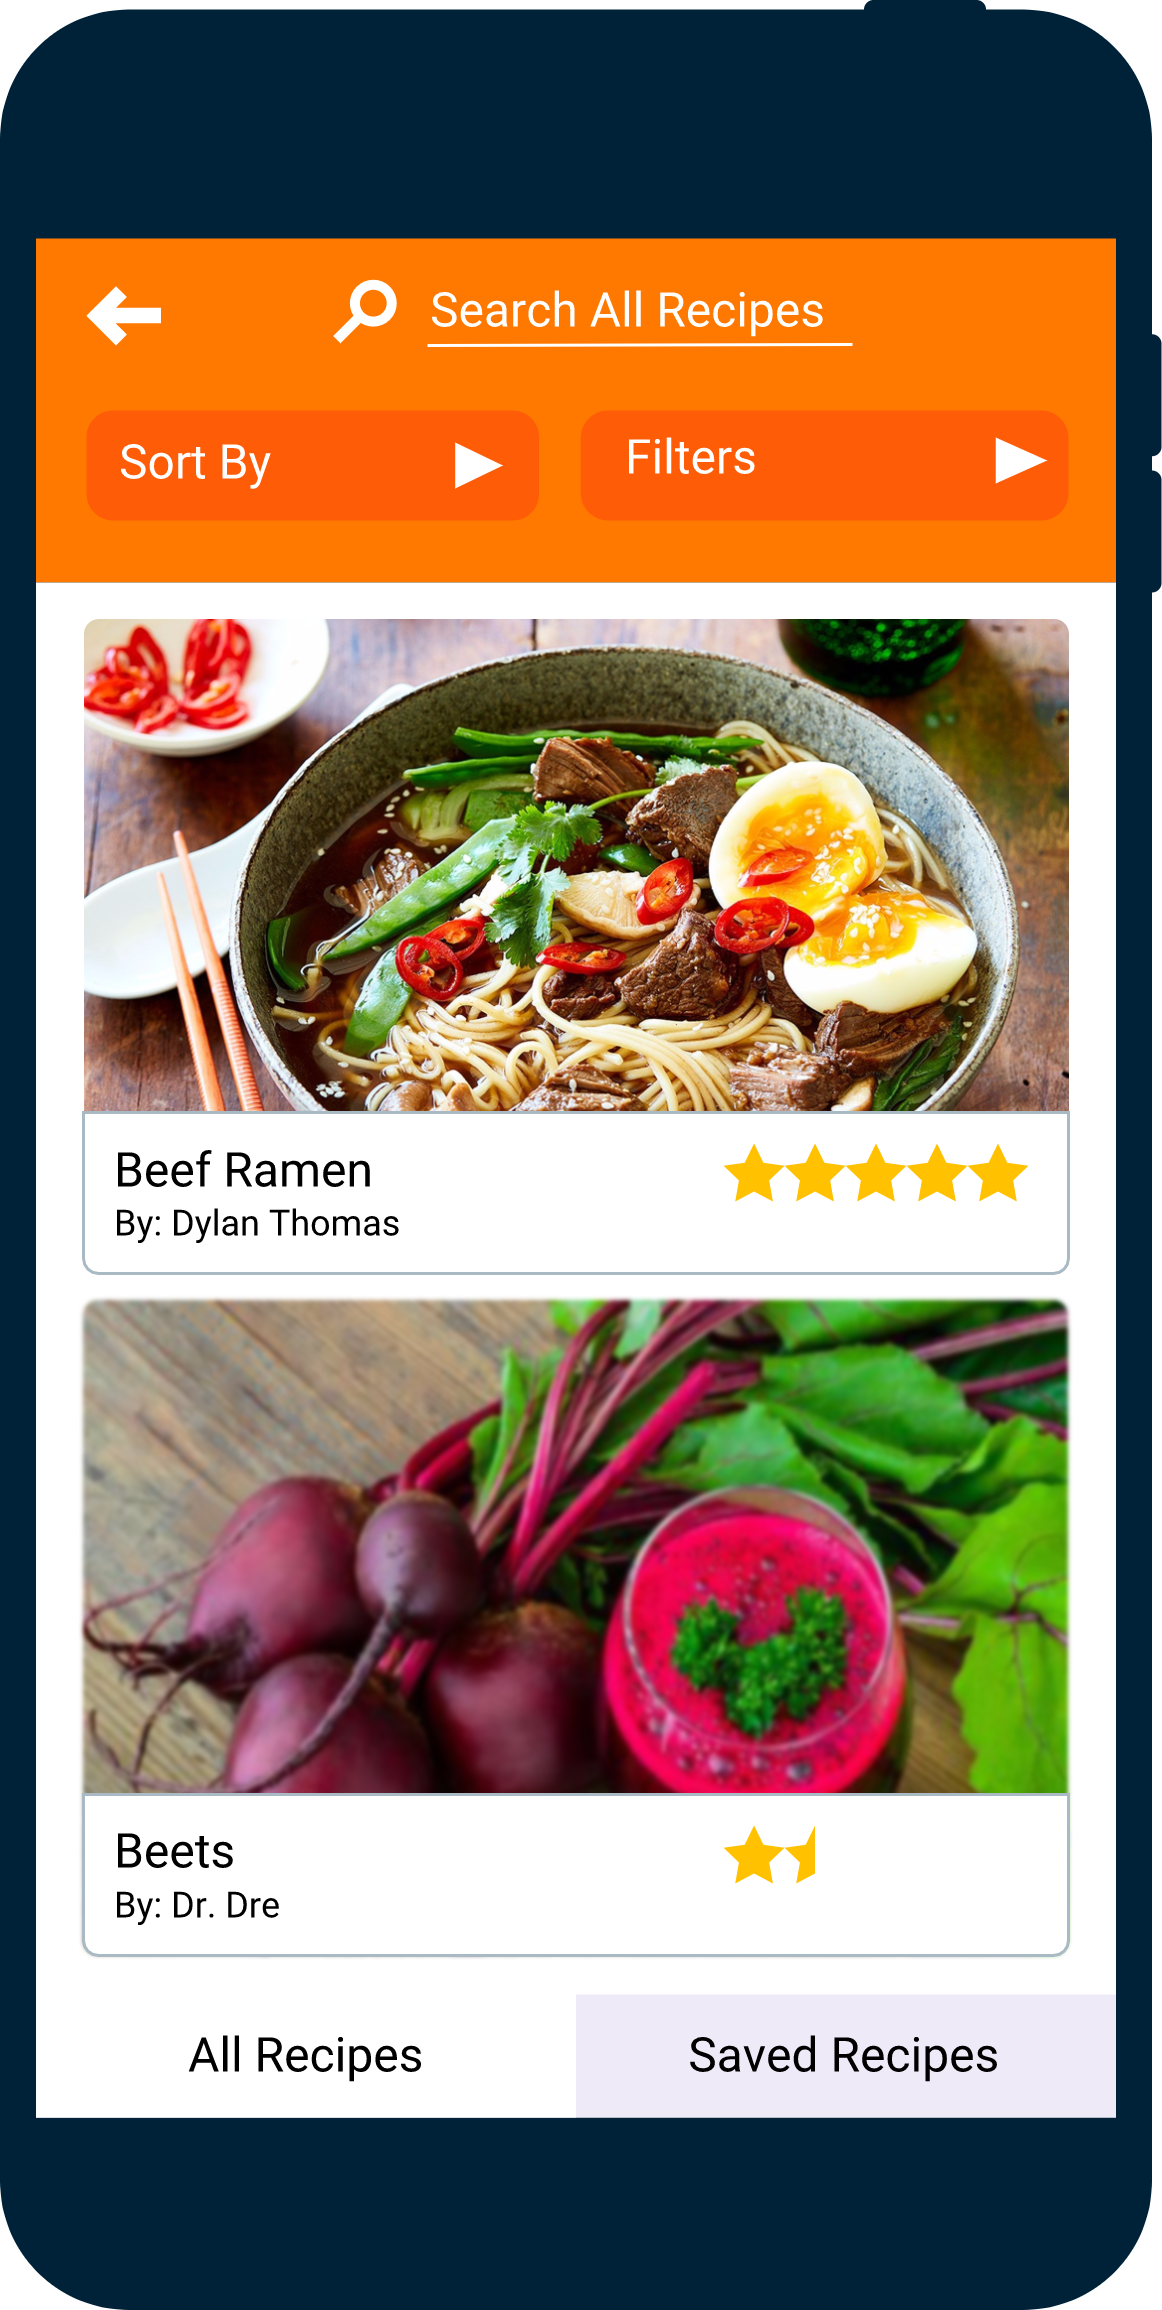 Search All Recipes
Sort By
Filters
Beef Ramen
By: Dylan Thomas
Beets
By: Dr. Dre
All Recipes
Saved Recipes